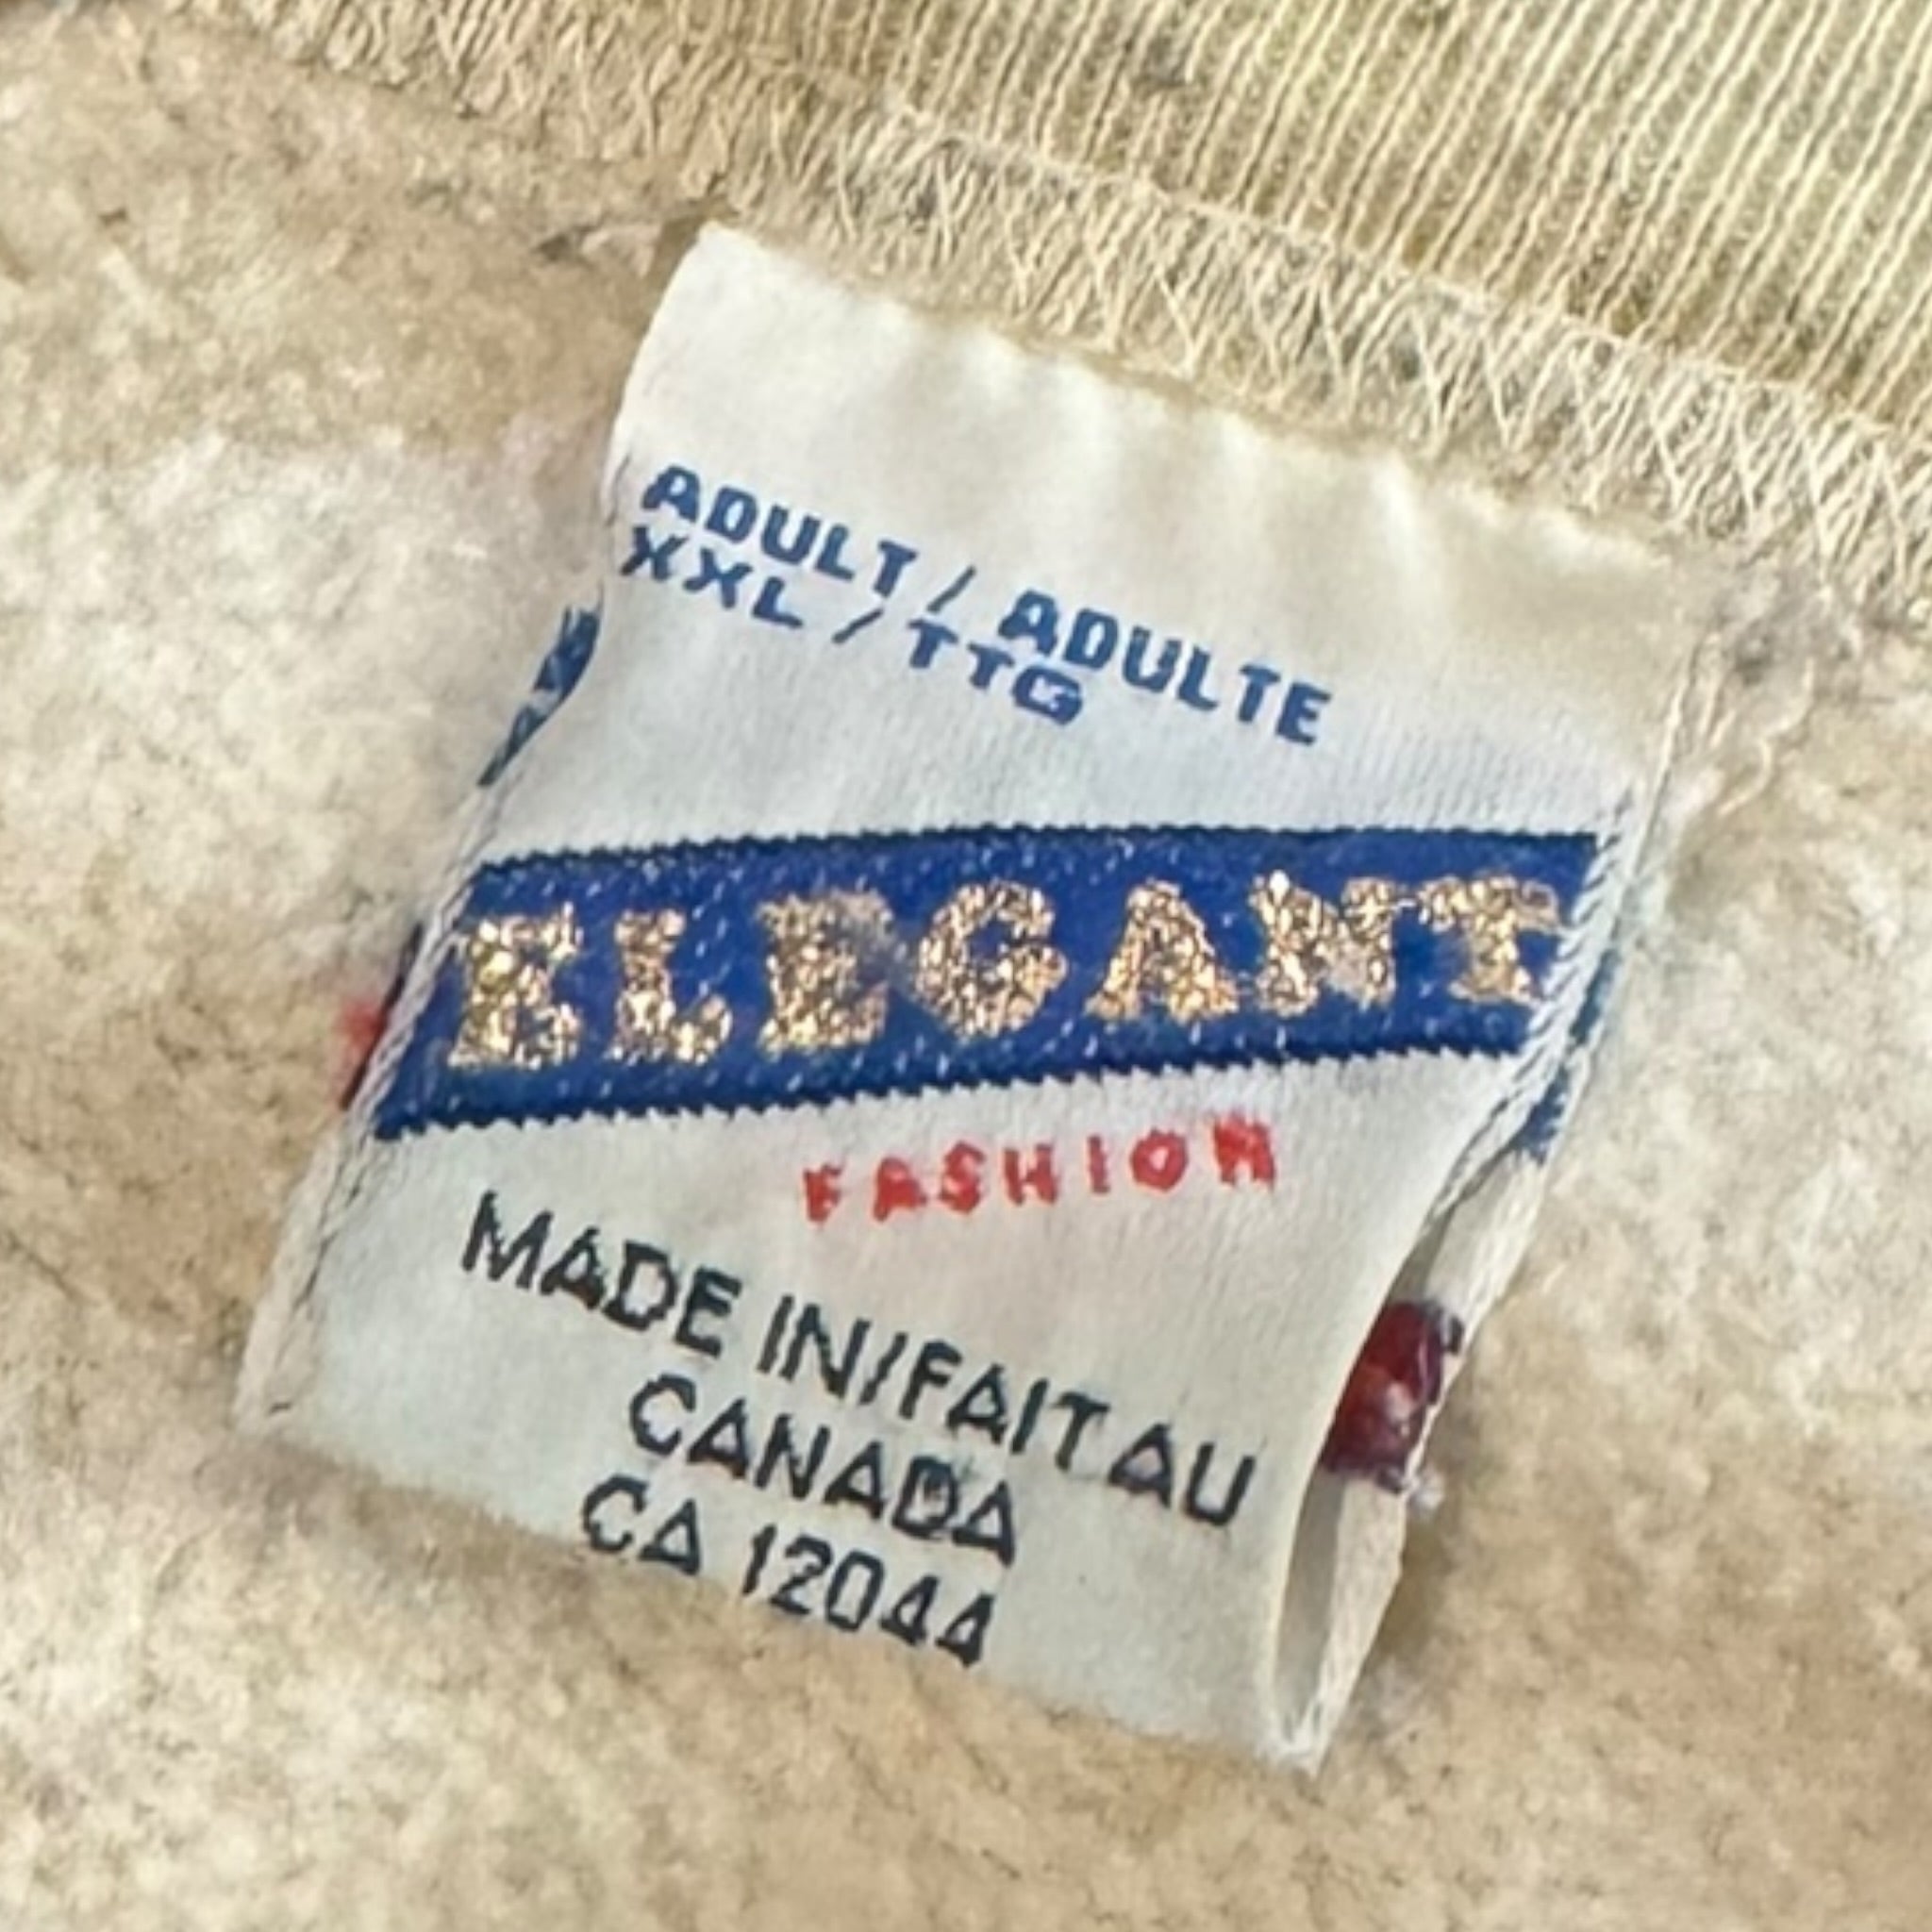 ADULT / ADULTE
XXL / TTG
ELEGANT
FASHION
MADE IN/FAIT AU
CANADA
CA 12044